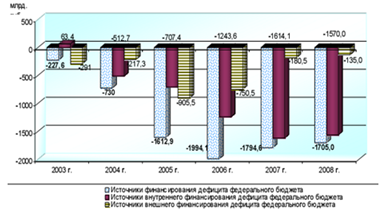 млрд.
63,4 -512,7 -707,4 -1243,6 -1614,1 -1570,0
500
0
-500
-1000
-1500
-2000
-227,6 -291 -730 -217,3 -1612,9 -905,5 -1994,1 -750,5 -1794,6 -180,5 -1705,0 -135,0
2003 г. 2004 г. 2005 г. 2006 г. 2007 г. 2008 г.
Источники финансирования дефицита федерального бюджета
Источники внутреннего финансирования дефицита федерального бюджета
Источники внешнего финансирования дефицита федерального бюджета